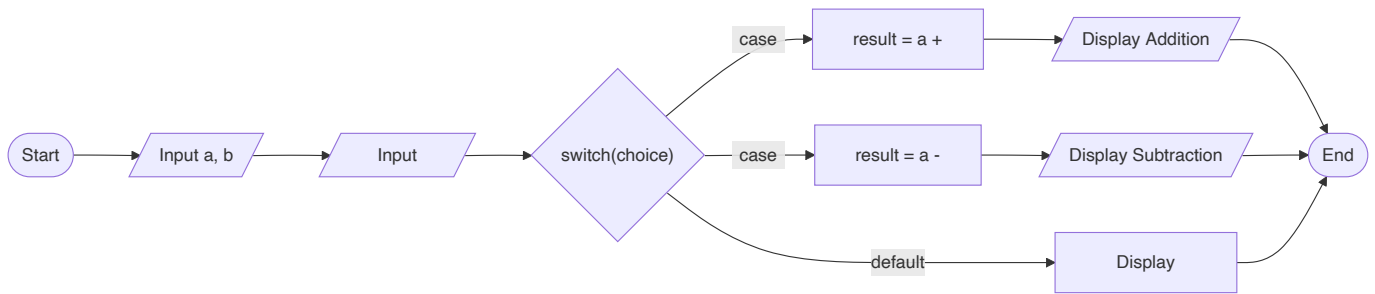 Start
Input a, b
Input
switch(choice)
case
result = a +
Display Addition
case
result = a -
Display Subtraction
default
Display
End